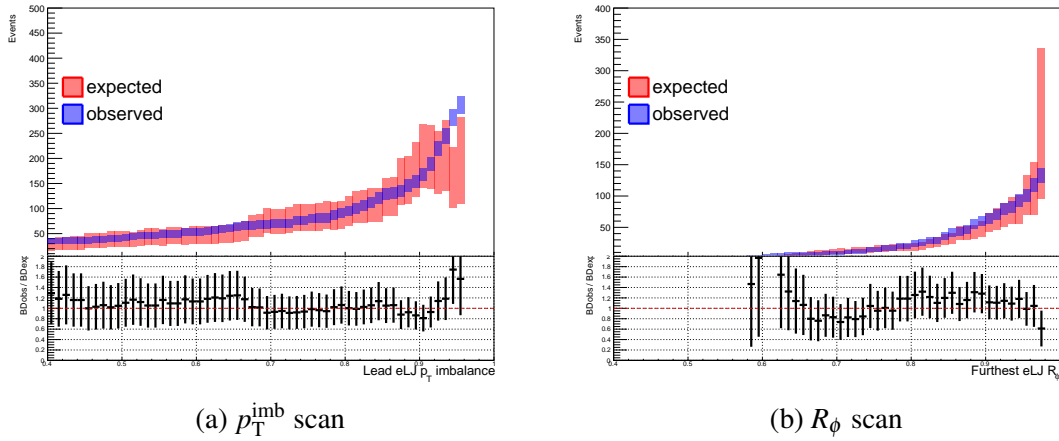 Events
500
450
400
350
300
250
200
150
100
50
expected
observed
BDobs / BDexp
2
1.8
1.6
1.4
1.2
1
0.8
0.6
0.4
0.2
0
0.4 0.5 0.6 0.7 0.8 0.9 1
Lead eLJ p_T imbalance
(a) p_T^imb scan
Events
400
350
300
250
200
150
100
50
expected
observed
BDobs / BDexp
2
1.8
1.6
1.4
1.2
1
0.8
0.6
0.4
0.2
0
0.4 0.5 0.6 0.7 0.8 0.9
Furthest eLJ R_ϕ
(b) R_ϕ scan